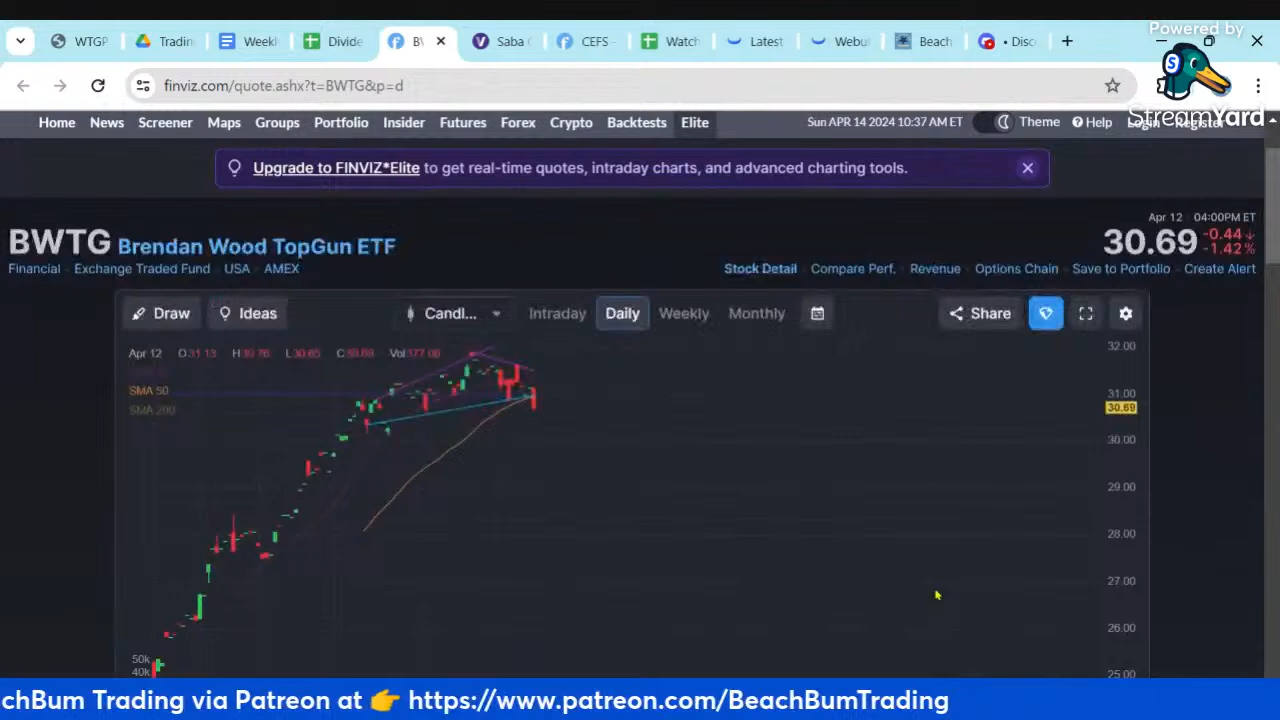 Powered by
StreamYard
WTGP
Tradin
Weekl
Divide
BV
Saba
CEFS
Watch
Latest
Webul
Beach
Disc
finviz.com/quote.ashx?t=BWTG&p=d
Home News Screener Maps Groups Portfolio Insider Futures Forex Crypto Backtests Elite
Sun APR 14 2024 10:37 AM ET Theme Help Login Register
Upgrade to FINVIZ*Elite to get real-time quotes, intraday charts, and advanced charting tools.
Apr 12 · 04:00PM ET
BWTG Brendan Wood TopGun ETF
30.69 -0.44
-1.42%
Financial · Exchange Traded Fund · USA · AMEX
Stock Detail Compare Perf. Revenue Options Chain Save to Portfolio Create Alert
Draw Ideas Candl... Intraday Daily Weekly Monthly Share
Apr 12
Vol
32.00
SMA 50
31.00
SMA 200
30.69
30.00
29.00
28.00
27.00
26.00
50k
40k
25.00
chBum Trading via Patreon at 👉 https://www.patreon.com/BeachBumTrading